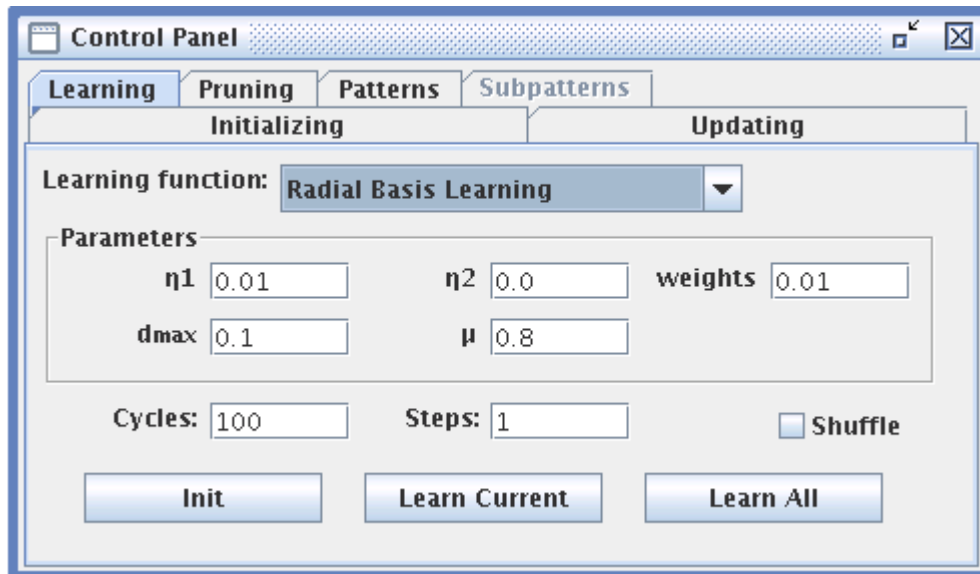 Control Panel
Learning Pruning Patterns Subpatterns
Initializing Updating
Learning function: Radial Basis Learning
Parameters
η1 0.01 η2 0.0 weights 0.01
dmax 0.1 μ 0.8
Cycles: 100 Steps: 1 Shuffle
Init Learn Current Learn All